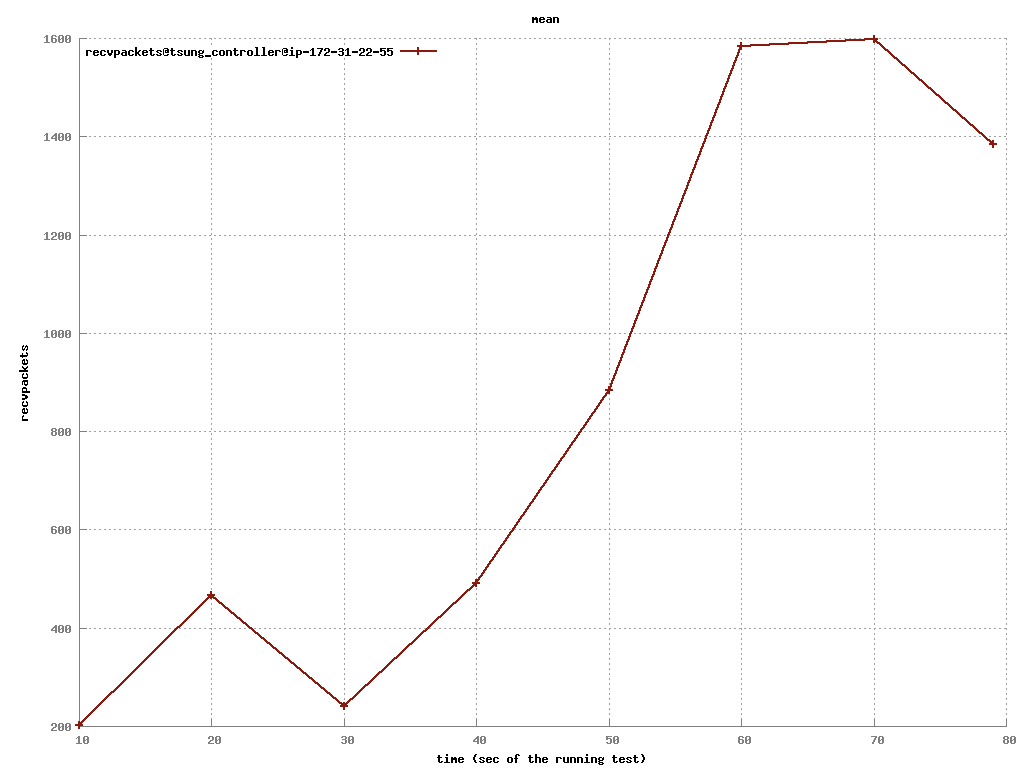 mean
recvpackets@tsung_controller@ip-172-31-22-55
1600
1400
1200
1000
800
600
400
200
recvpackets
10 20 30 40 50 60 70 80
time (sec of the running test)